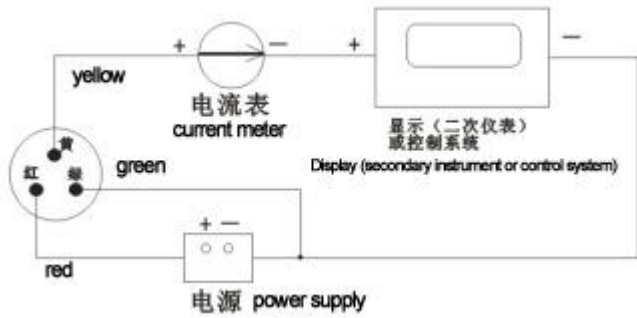 + — + —
yellow
电流表
current meter
显示（二次仪表）
或控制系统
Display (secondary instrument or control system)
黄
红 绿
green
+ —
red
电源 power supply